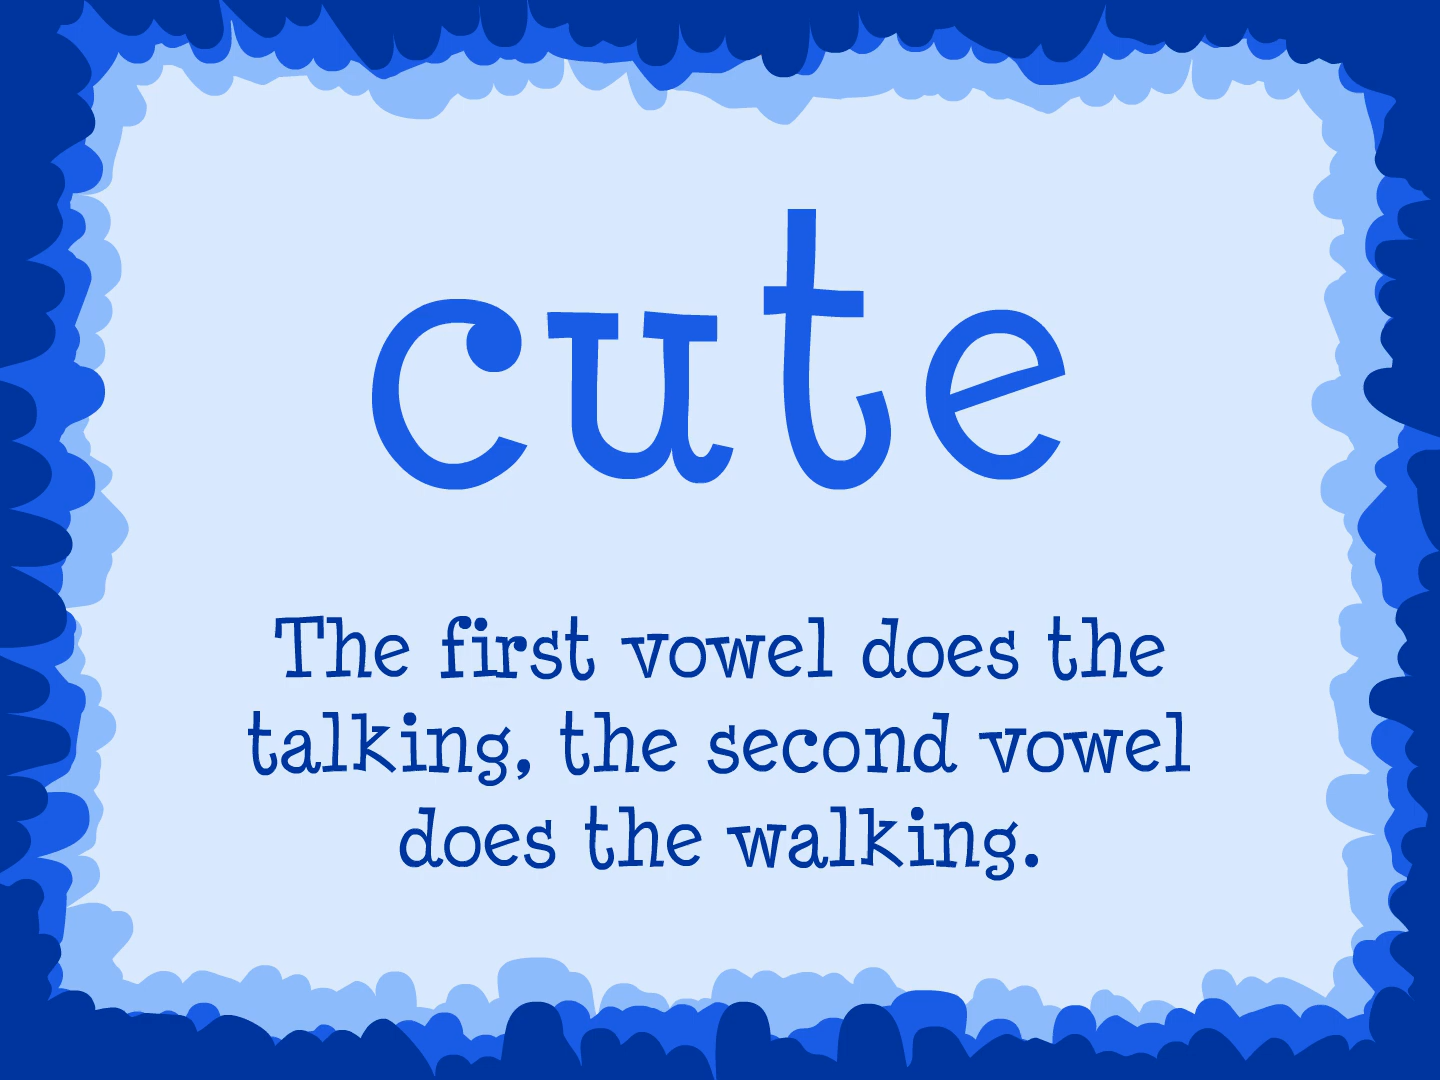 cute
The first vowel does the
talking, the second vowel
does the walking.